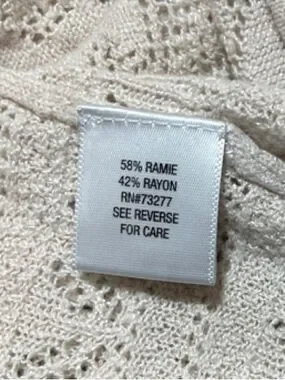 58% RAMIE
42% RAYON
RN#73277
SEE REVERSE
FOR CARE